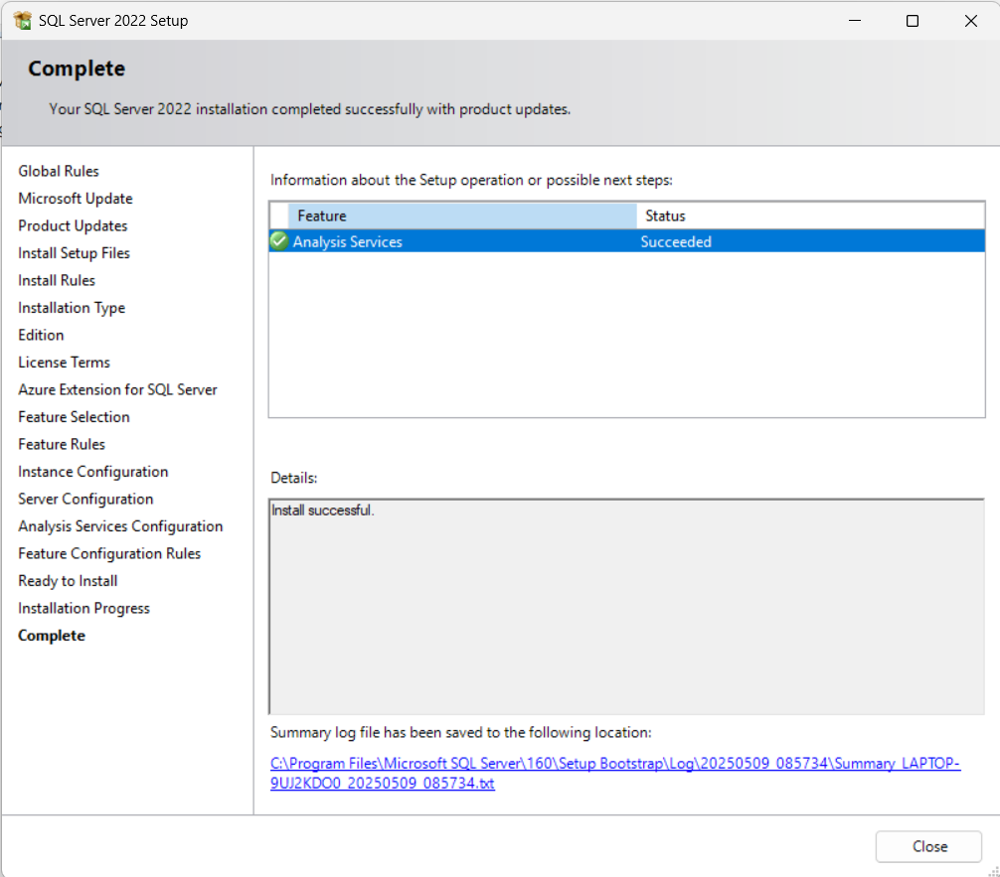 SQL Server 2022 Setup
Complete
Your SQL Server 2022 installation completed successfully with product updates.
Global Rules
Microsoft Update
Product Updates
Install Setup Files
Install Rules
Installation Type
Edition
License Terms
Azure Extension for SQL Server
Feature Selection
Feature Rules
Instance Configuration
Server Configuration
Analysis Services Configuration
Feature Configuration Rules
Ready to Install
Installation Progress
Complete
Information about the Setup operation or possible next steps:
Feature Status
Analysis Services Succeeded
Details:
Install successful.
Summary log file has been saved to the following location:
C:\Program Files\Microsoft SQL Server\160\Setup Bootstrap\Log\20250509_085734\Summary_LAPTOP-
9UJ2KDO0_20250509_085734.txt
Close